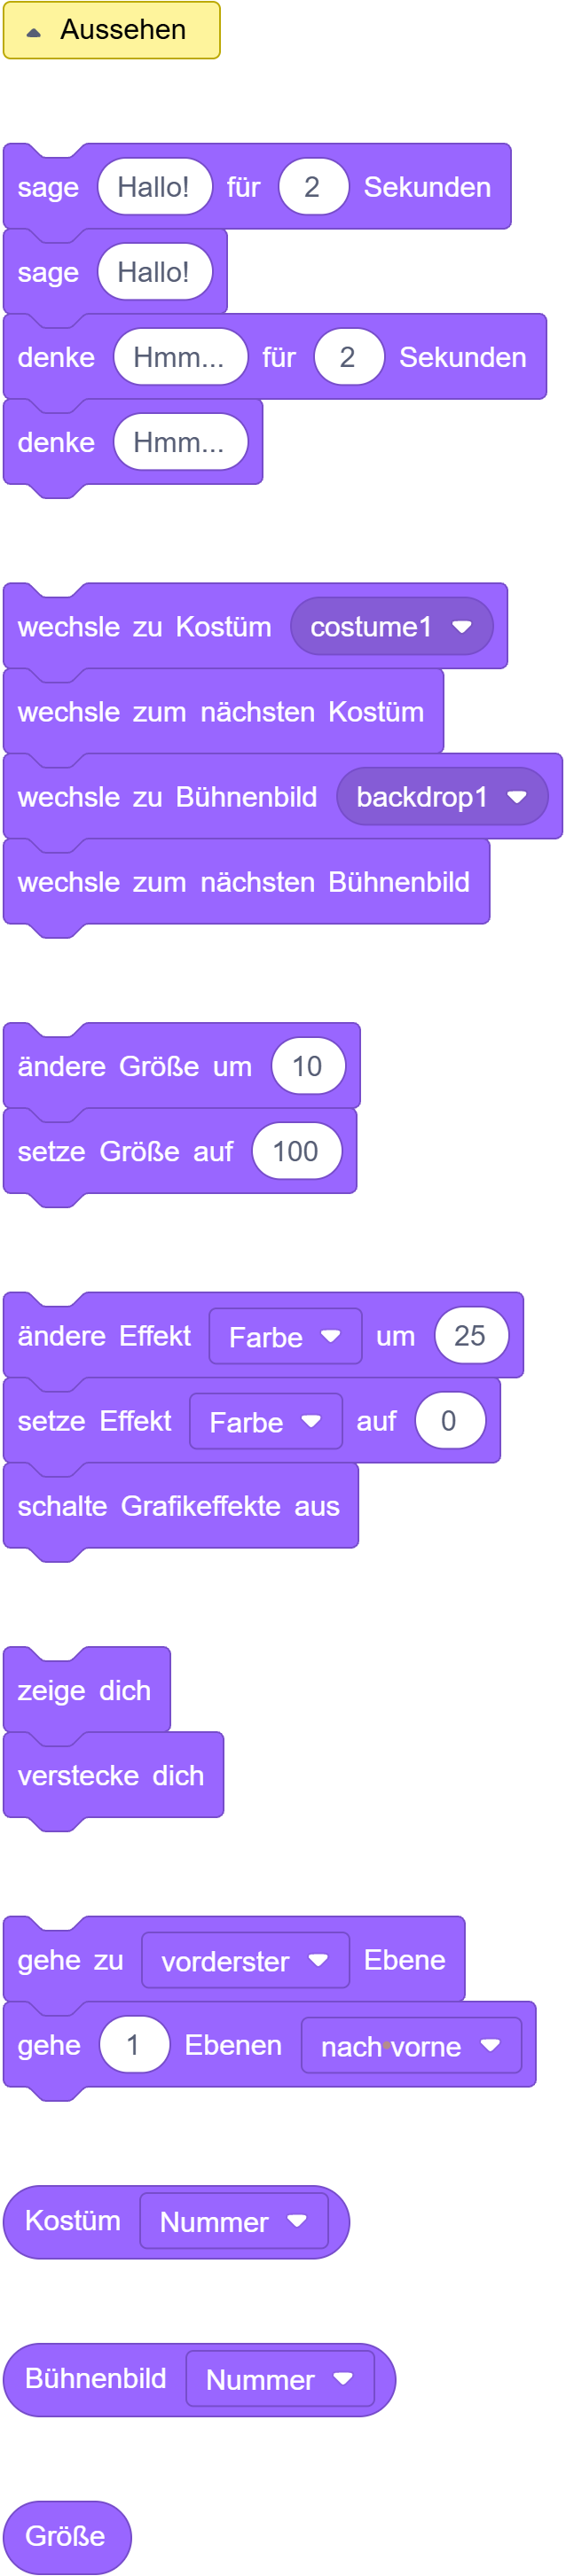 Aussehen
sage Hallo! für 2 Sekunden
sage Hallo!
denke Hmm... für 2 Sekunden
denke Hmm...
wechsle zu Kostüm costume1
wechsle zum nächsten Kostüm
wechsle zu Bühnenbild backdrop1
wechsle zum nächsten Bühnenbild
ändere Größe um 10
setze Größe auf 100
ändere Effekt Farbe um 25
setze Effekt Farbe auf 0
schalte Grafikeffekte aus
zeige dich
verstecke dich
gehe zu vorderster Ebene
gehe 1 Ebenen nach vorne
Kostüm Nummer
Bühnenbild Nummer
Größe